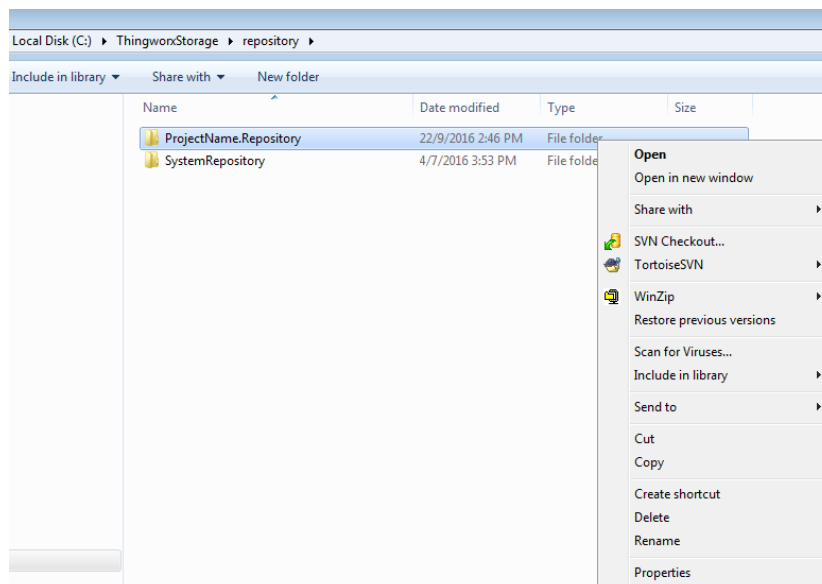 Local Disk (C:) ThingworxStorage repository
Include in library Share with New folder
Name Date modified Type Size
ProjectName.Repository 22/9/2016 2:46 PM File folder
SystemRepository 4/7/2016 3:53 PM File folde
Open
Open in new window
Share with
SVN Checkout...
TortoiseSVN
WinZip
Restore previous versions
Scan for Viruses...
Include in library
Send to
Cut
Copy
Create shortcut
Delete
Rename
Properties